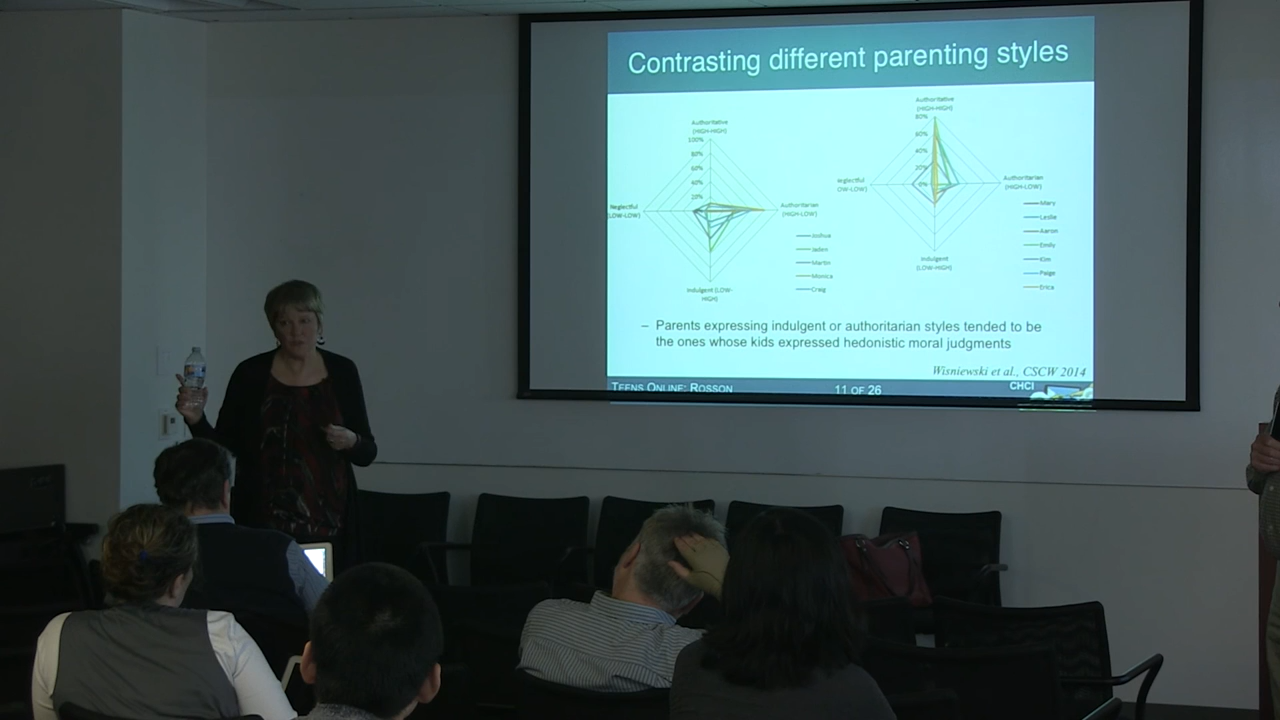 Contrasting different parenting styles
Authoritative
(HIGH-HIGH)
100%
80%
60%
40%
20%
Neglectful
(LOW-LOW)
Authoritarian
(HIGH-LOW)
Indulgent (LOW-
HIGH)
Joshua
Jaden
Martin
Monica
Craig
Authoritative
(HIGH-HIGH)
80%
60%
40%
20%
0%
Neglectful
OW-LOW)
Authoritarian
(HIGH-LOW)
Indulgent
(LOW-HIGH)
Mary
Leslie
Aaron
Emily
Kim
Paige
Erica
– Parents expressing indulgent or authoritarian styles tended to be
the ones whose kids expressed hedonistic moral judgments
Wisniewski et al., CSCW 2014
TEENS ONLINE: ROSSON
11 OF 26
CHCI